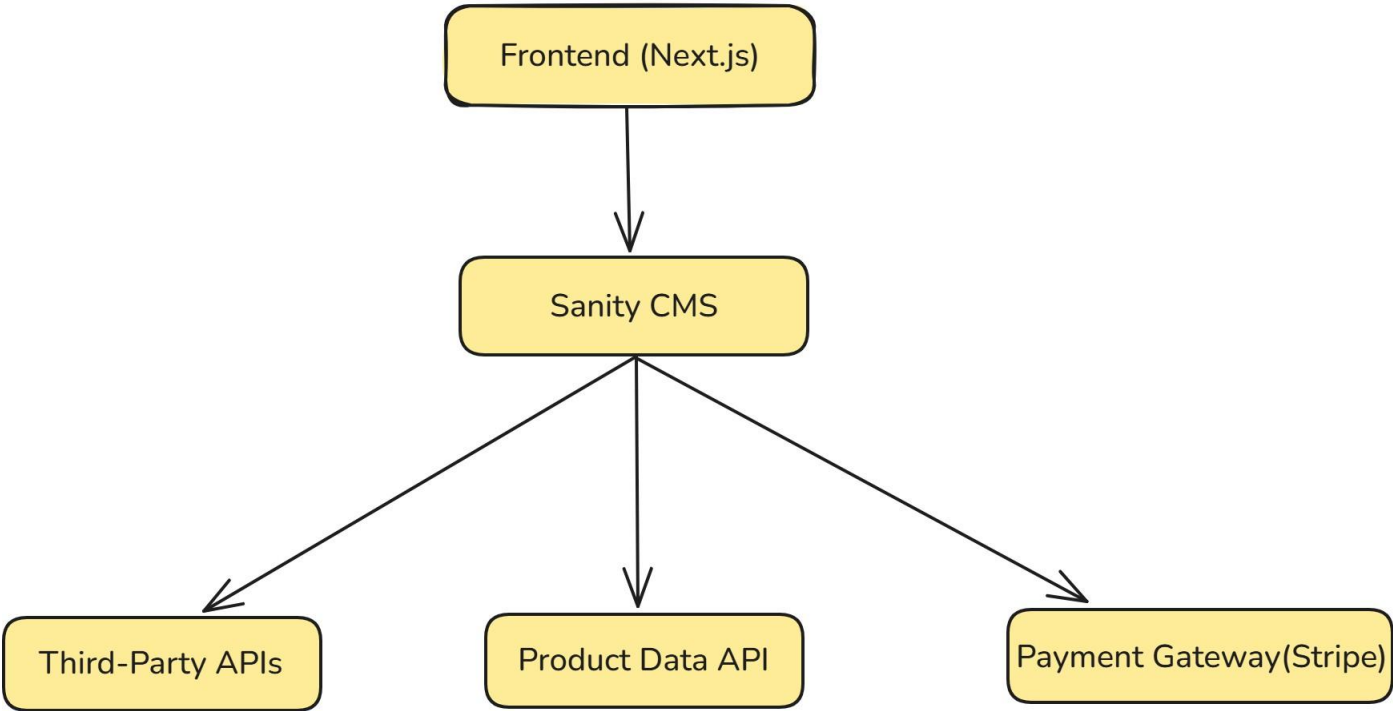 Frontend (Next.js)
Sanity CMS
Third-Party APIs
Product Data API
Payment Gateway(Stripe)